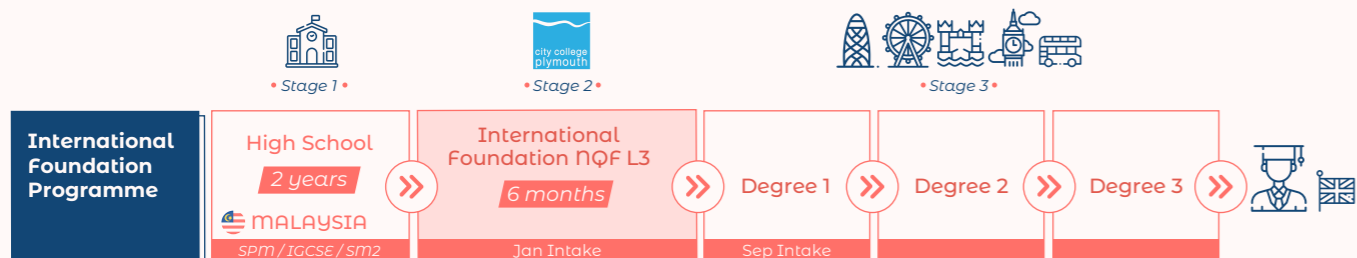 city college
plymouth
• Stage 1 •
• Stage 2 •
• Stage 3 •
International
Foundation
Programme
High School
2 years
MALAYSIA
SPM / IGCSE / SM2
International
Foundation NQF L3
6 months
Jan Intake
Degree 1
Sep Intake
Degree 2
Degree 3